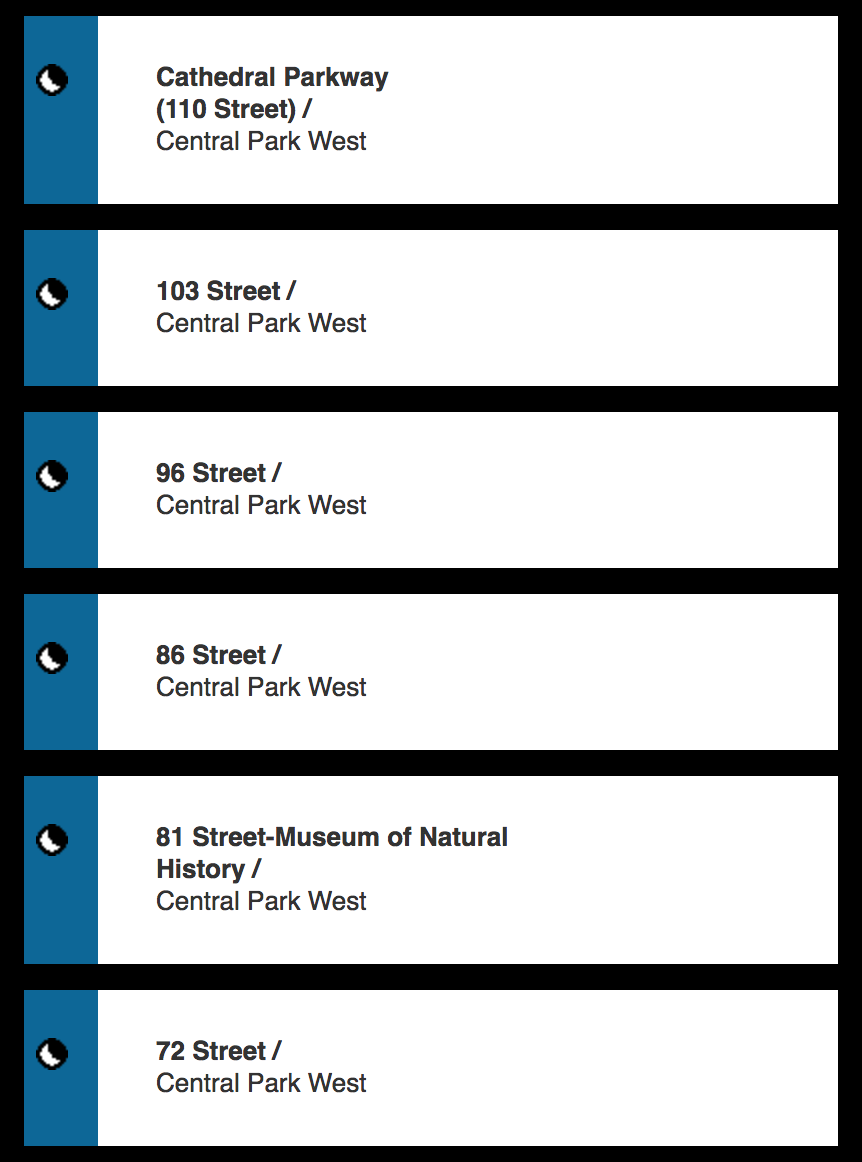 Cathedral Parkway
(110 Street) /
Central Park West
103 Street /
Central Park West
96 Street /
Central Park West
86 Street /
Central Park West
81 Street-Museum of Natural
History /
Central Park West
72 Street /
Central Park West